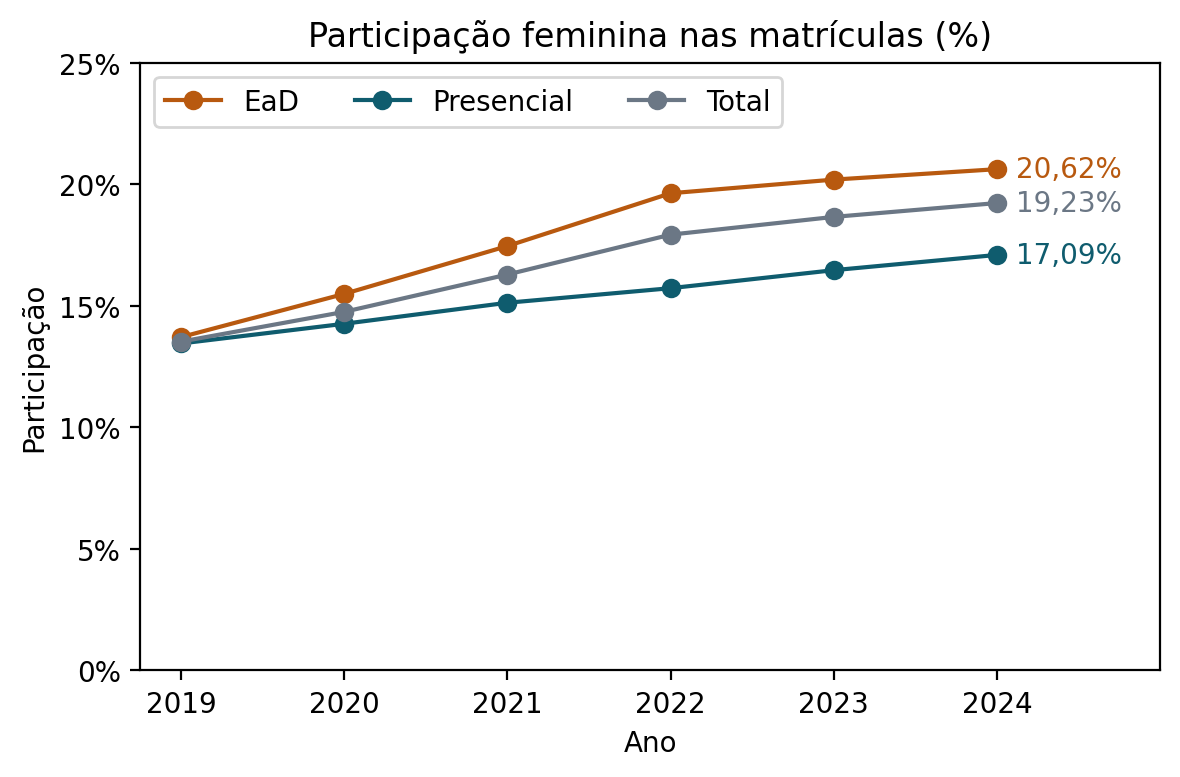 Participação feminina nas matrículas (%)
EaD Presencial Total
25%
20%
15%
10%
5%
0%
Participação
20,62%
19,23%
17,09%
2019 2020 2021 2022 2023 2024
Ano